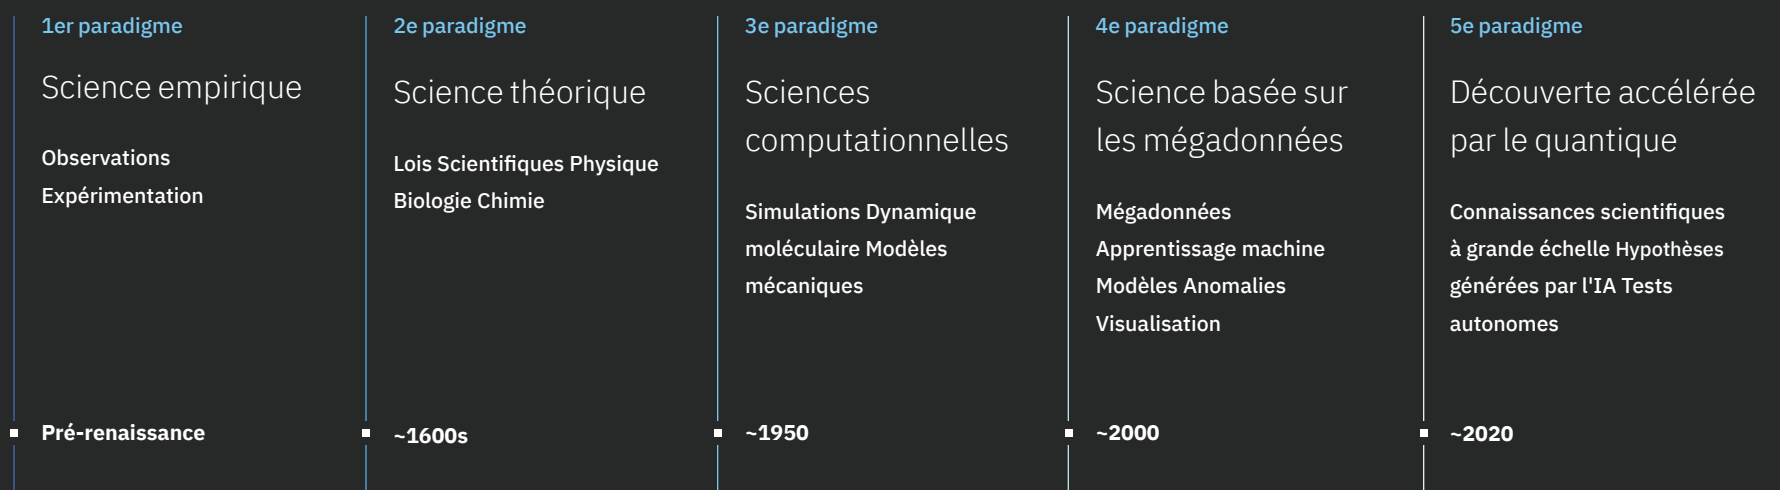 1er paradigme
Science empirique
Observations
Expérimentation
Pré-renaissance
2e paradigme
Science théorique
Lois Scientifiques Physique
Biologie Chimie
~1600s
3e paradigme
Sciences
computationnelles
Simulations Dynamique
moléculaire Modèles
mécaniques
~1950
4e paradigme
Science basée sur
les mégadonnées
Mégadonnées
Apprentissage machine
Modèles Anomalies
Visualisation
~2000
5e paradigme
Découverte accélérée
par le quantique
Connaissances scientifiques
à grande échelle Hypothèses
générées par l'IA Tests
autonomes
~2020